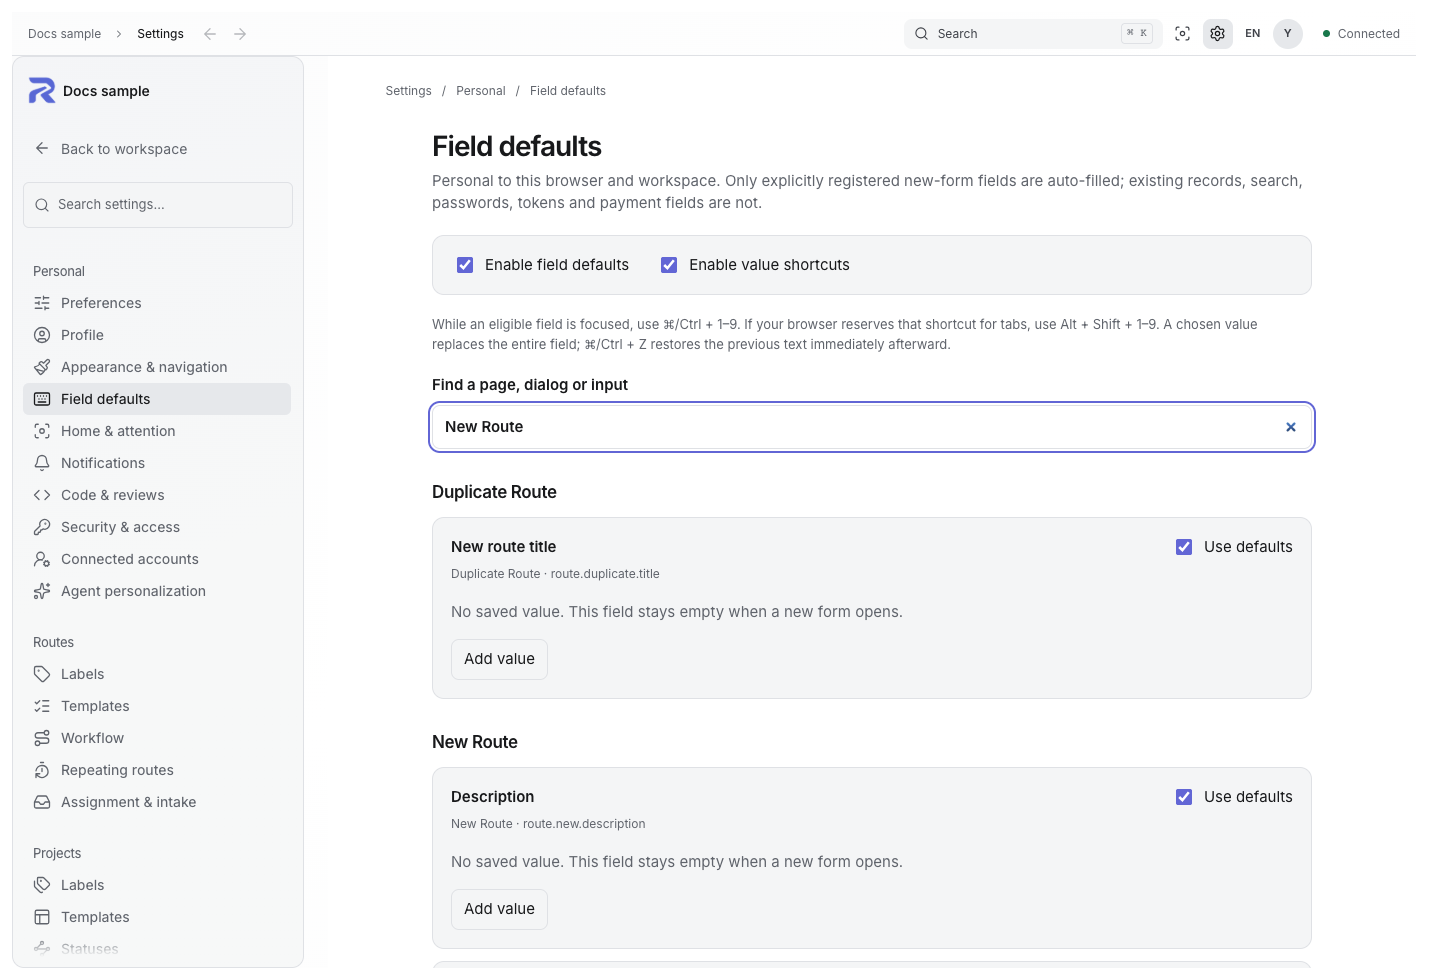 Docs sample > Settings
Search
⌘ K
EN
Y
Connected
Docs sample
Back to workspace
Search settings...
Personal
Preferences
Profile
Appearance & navigation
Field defaults
Home & attention
Notifications
Code & reviews
Security & access
Connected accounts
Agent personalization
Routes
Labels
Templates
Workflow
Repeating routes
Assignment & intake
Projects
Labels
Templates
Statuses
Settings / Personal / Field defaults
Field defaults
Personal to this browser and workspace. Only explicitly registered new-form fields are auto-filled; existing records, search,
passwords, tokens and payment fields are not.
Enable field defaults
Enable value shortcuts
While an eligible field is focused, use ⌘/Ctrl + 1–9. If your browser reserves that shortcut for tabs, use Alt + Shift + 1–9. A chosen value
replaces the entire field; ⌘/Ctrl + Z restores the previous text immediately afterward.
Find a page, dialog or input
New Route
Duplicate Route
New route title
Use defaults
Duplicate Route · route.duplicate.title
No saved value. This field stays empty when a new form opens.
Add value
New Route
Description
Use defaults
New Route · route.new.description
No saved value. This field stays empty when a new form opens.
Add value